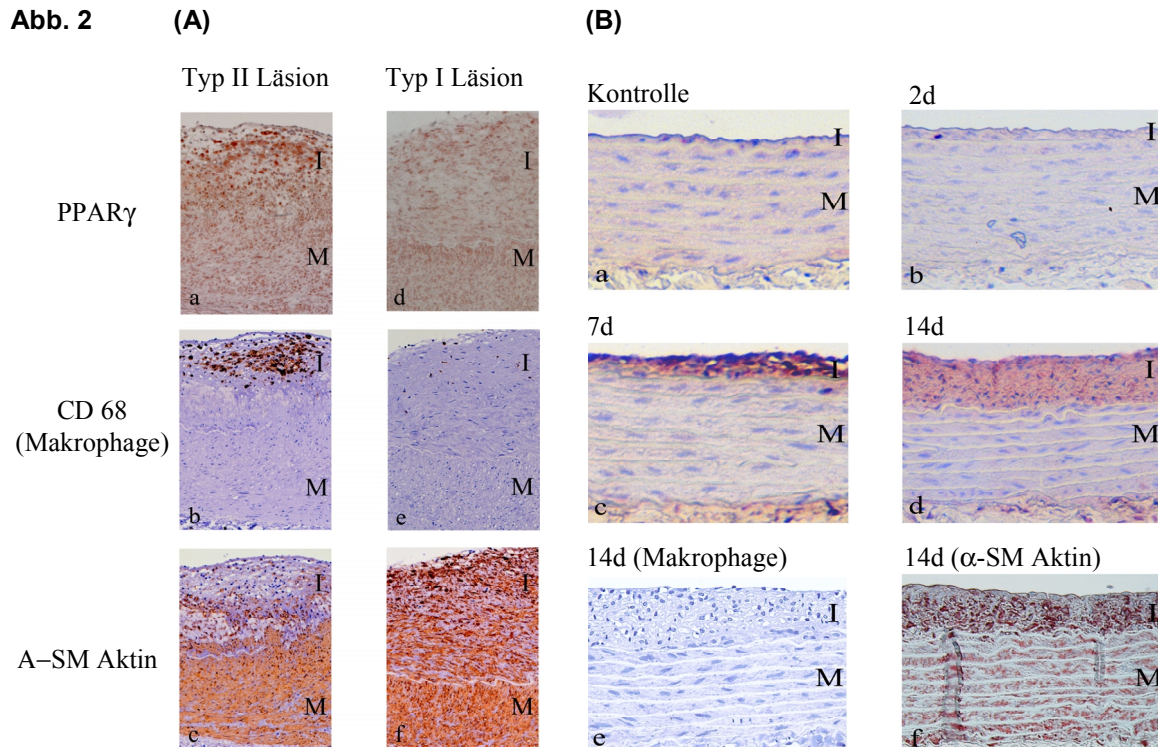 Abb. 2 (A) (B)
Typ II Läsion Typ I Läsion
PPARγ
I
M
a
I
M
d
CD 68
(Makrophage)
I
M
b
I
M
e
A–SM Aktin
I
M
c
I
M
f
Kontrolle
I
M
a
2d
I
M
b
7d
I
M
c
14d
I
M
d
14d (Makrophage)
I
M
e
14d (α-SM Aktin)
I
M
f